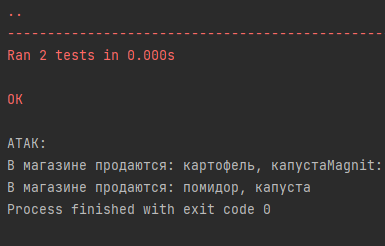 ..
----------------------------------------------------------------------
Ran 2 tests in 0.000s
OK
АТАК:
В магазине продаются: картофель, капустаMagnit:
В магазине продаются: помидор, капуста
Process finished with exit code 0